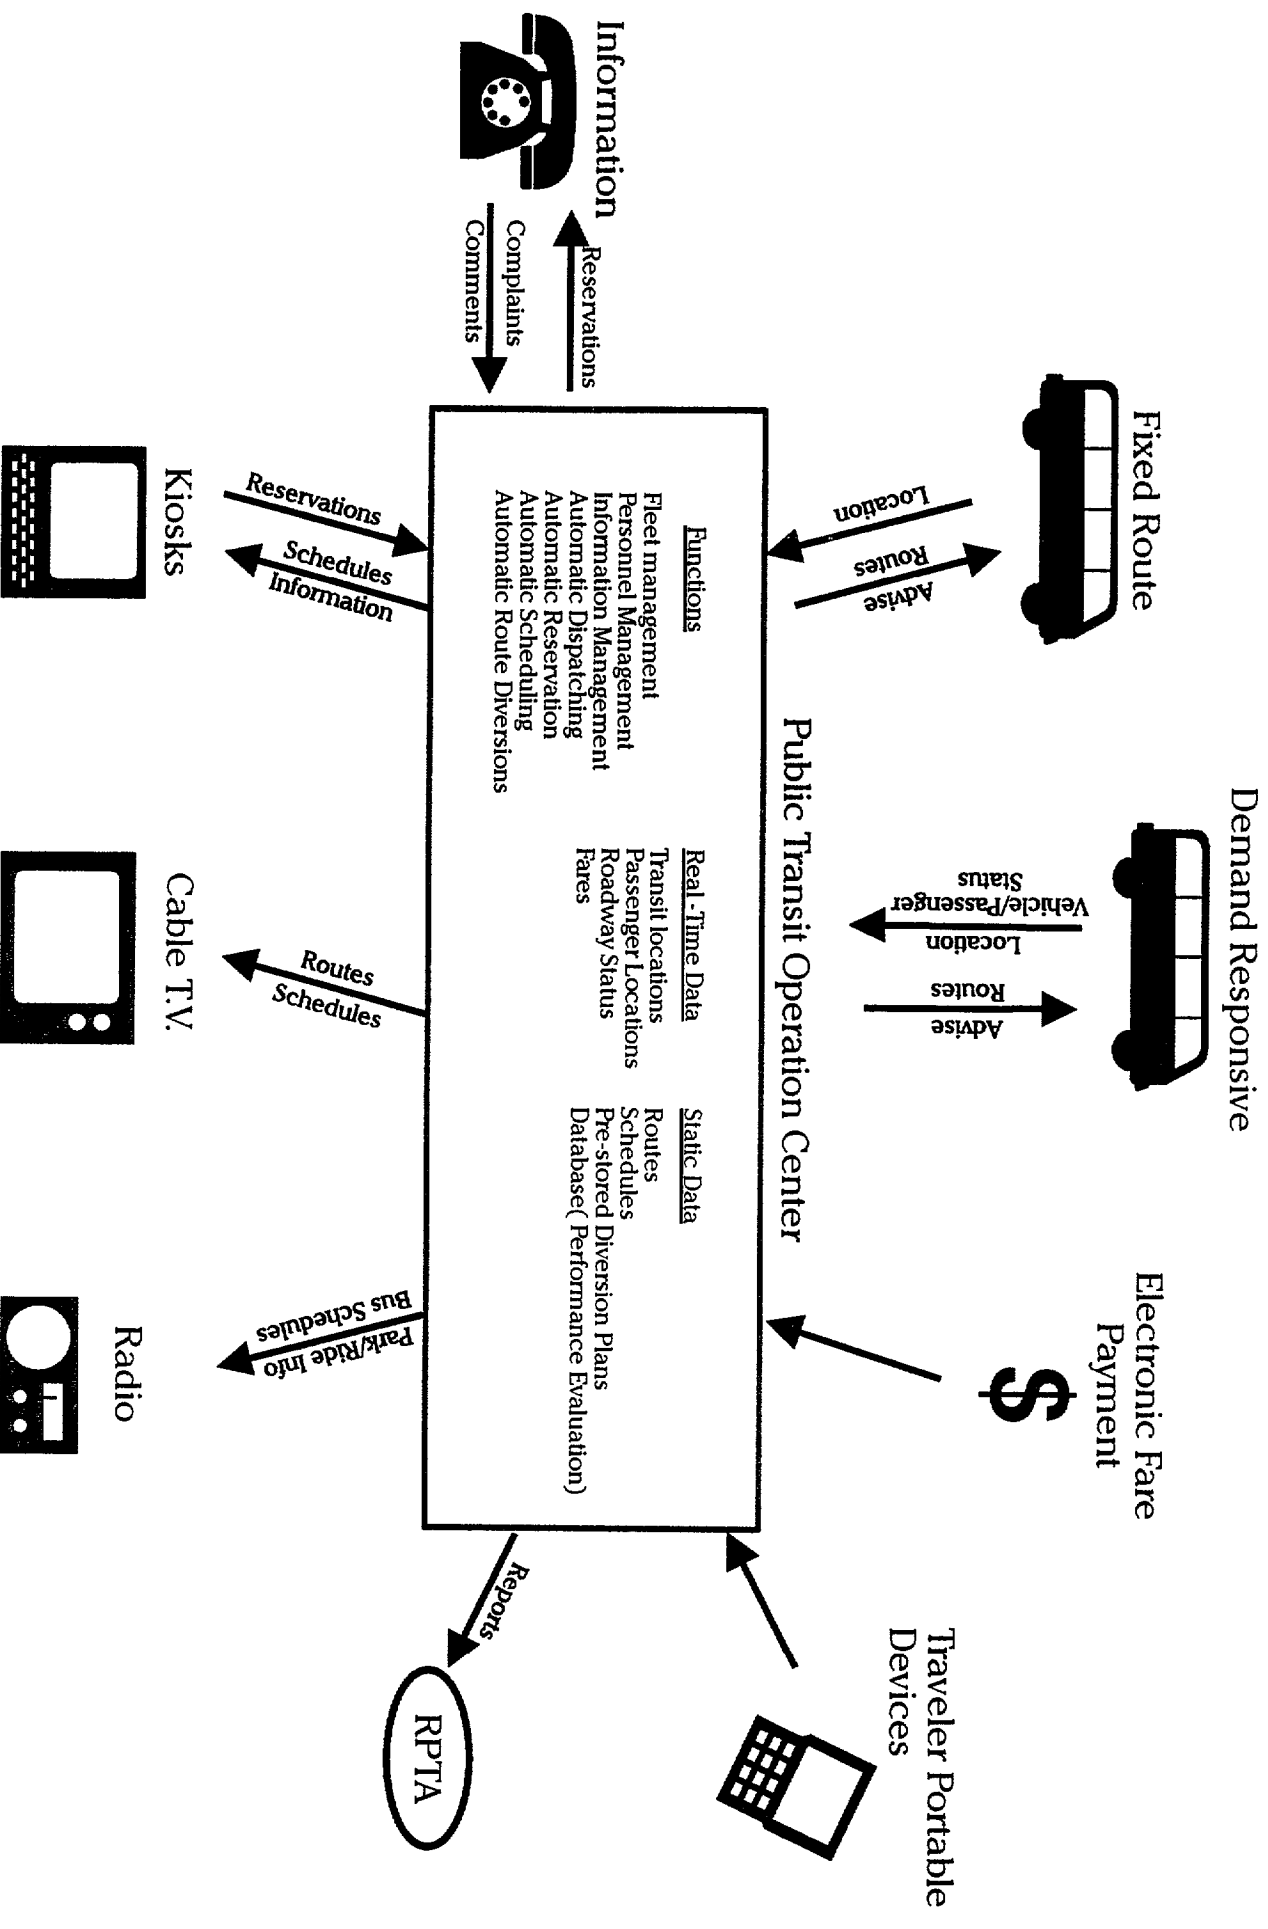 Demand Responsive
Fixed Route
Electronic Fare
Payment
Traveler Portable
Devices
Location
Routes
Advise
Vehicle/Passenger
Status
Location
Routes
Advise
Public Transit Operation Center
Information
Reservations
Complaints
Comments
Functions
Fleet management
Personnel Management
Information Management
Automatic Dispatching
Automatic Reservation
Automatic Scheduling
Automatic Route Diversions
Real -Time Data
Transit locations
Passenger Locations
Roadway Status
Fares
Static Data
Routes
Schedules
Pre-stored Diversion Plans
Database( Performance Evaluation)
Reports
RPTA
Reservations
Schedules
Information
Routes
Schedules
Bus Schedules
Park/Ride Info
Kiosks
Cable T.V.
Radio